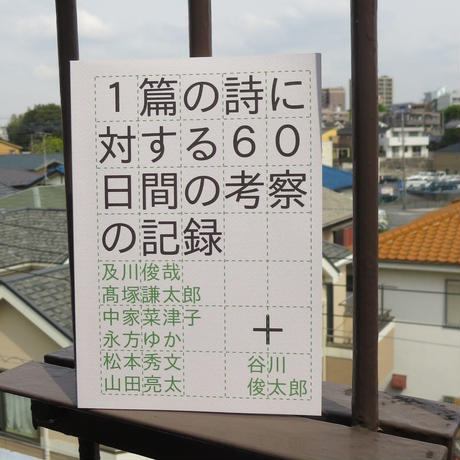 １篇の詩に
対する６０
日間の考察
の記録
及川俊哉
髙塚謙太郎
中家菜津子
永方ゆか
松本秀文
山田亮太
＋
谷川
俊太郎